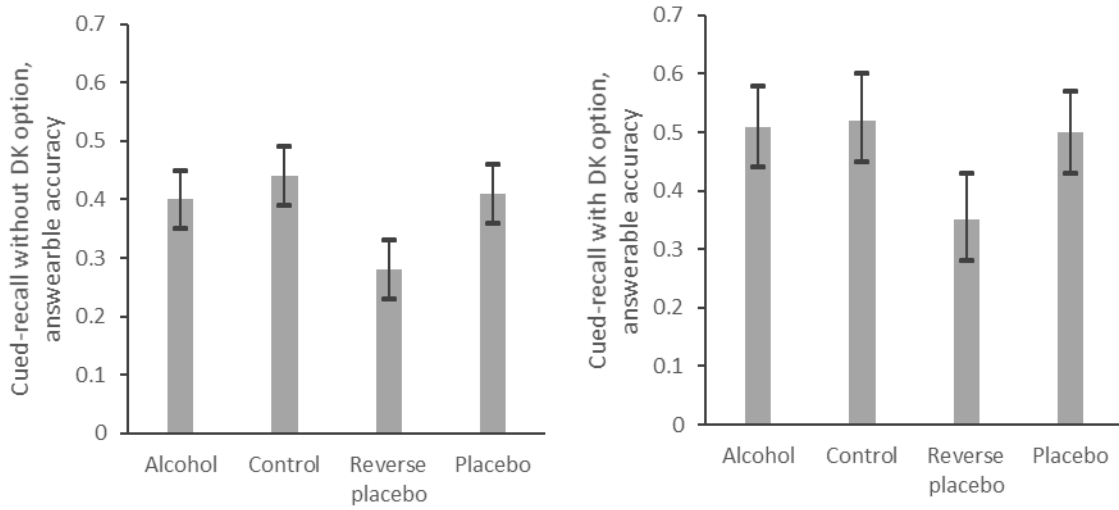 Cued-recall without DK option,
answearble accuracy
0.7
0.6
0.5
0.4
0.3
0.2
0.1
0
Alcohol
Control
Reverse
placebo
Placebo
Cued-recall with DK option,
answerable accuracy
0.7
0.6
0.5
0.4
0.3
0.2
0.1
0
Alcohol
Control
Reverse
placebo
Placebo